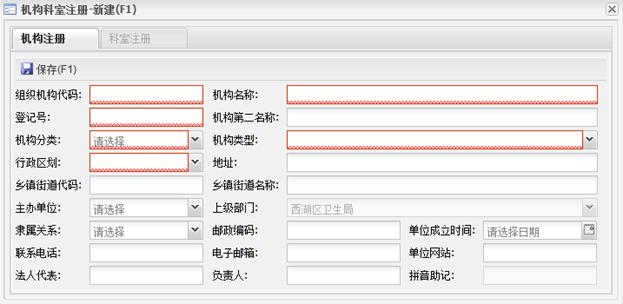 机构科室注册-新建(F1)
机构注册 科室注册
保存(F1)
组织机构代码: 机构名称:
登记号: 机构第二名称:
机构分类: 请选择 机构类型:
行政区划: 地址:
乡镇街道代码: 乡镇街道名称:
主办单位: 请选择 上级部门: 西湖区卫生局
隶属关系: 请选择 邮政编码: 单位成立时间: 请选择日期
联系电话: 电子邮箱: 单位网站:
法人代表: 负责人: 拼音助记: